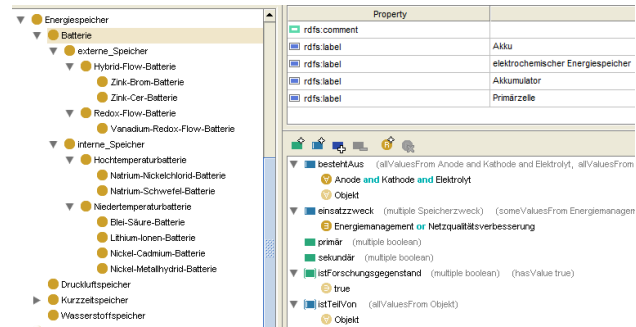 Energiespeicher
Batterie
externe_Speicher
Hybrid-Flow-Batterie
Zink-Brom-Batterie
Zink-Cer-Batterie
Redox-Flow-Batterie
Vanadium-Redox-Flow-Batterie
interne_Speicher
Hochtemperaturbatterie
Natrium-Nickelchlorid-Batterie
Natrium-Schwefel-Batterie
Niedertemperaturbatterie
Blei-Säure-Batterie
Lithium-Ionen-Batterie
Nickel-Cadmium-Batterie
Nickel-Metallhydrid-Batterie
Druckluftspeicher
Kurzzeitspeicher
Wasserstoffspeicher
Property
rdfs:comment
rdfs:label Akku
rdfs:label elektrochemischer Energiespeicher
rdfs:label Akkumulator
rdfs:label Primärzelle
bestehtAus (allValuesFrom Anode and Kathode and Elektrolyt, allValuesFrom
Anode and Kathode and Elektrolyt
Objekt
einsatzzweck (multiple Speicherzweck) (someValuesFrom Energiemanagem
Energiemanagement or Netzqualitätsverbesserung
primär (multiple boolean)
sekundär (multiple boolean)
istForschungsgegenstand (multiple boolean) (hasValue true)
true
istTeilVon (allValuesFrom Objekt)
Objekt